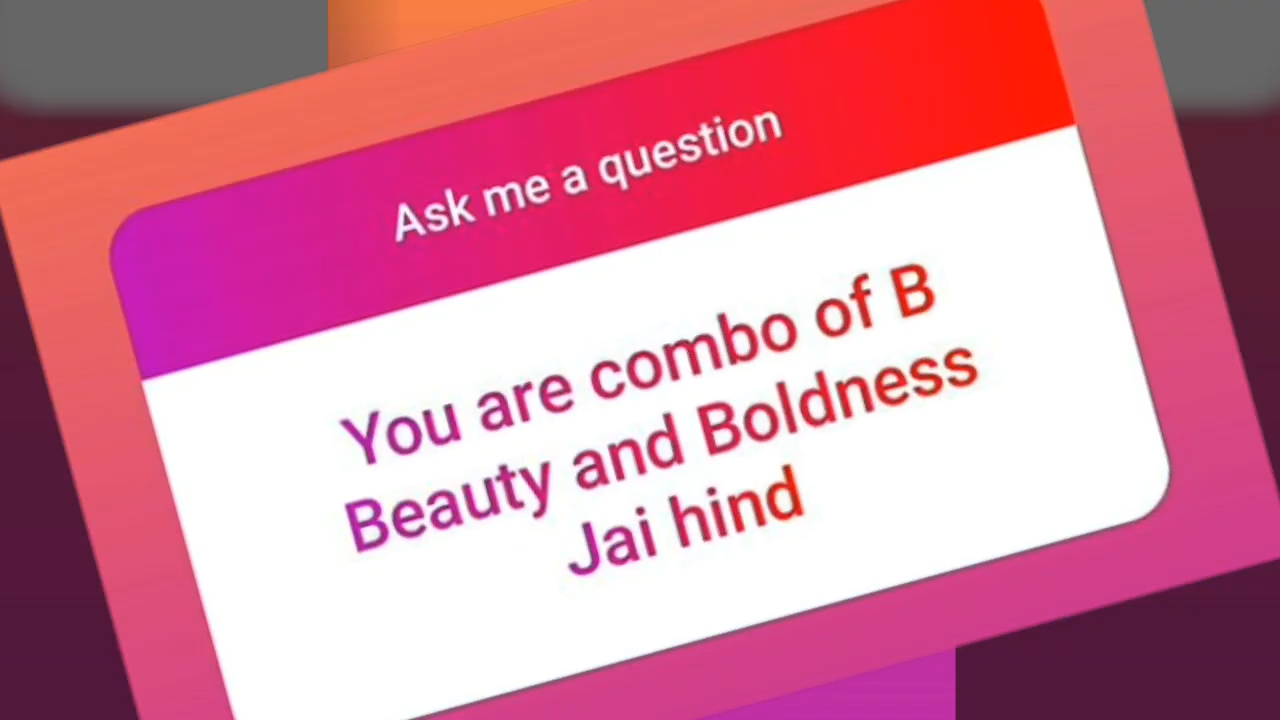 Ask me a question
You are combo of B
Beauty and Boldness
Jai hind